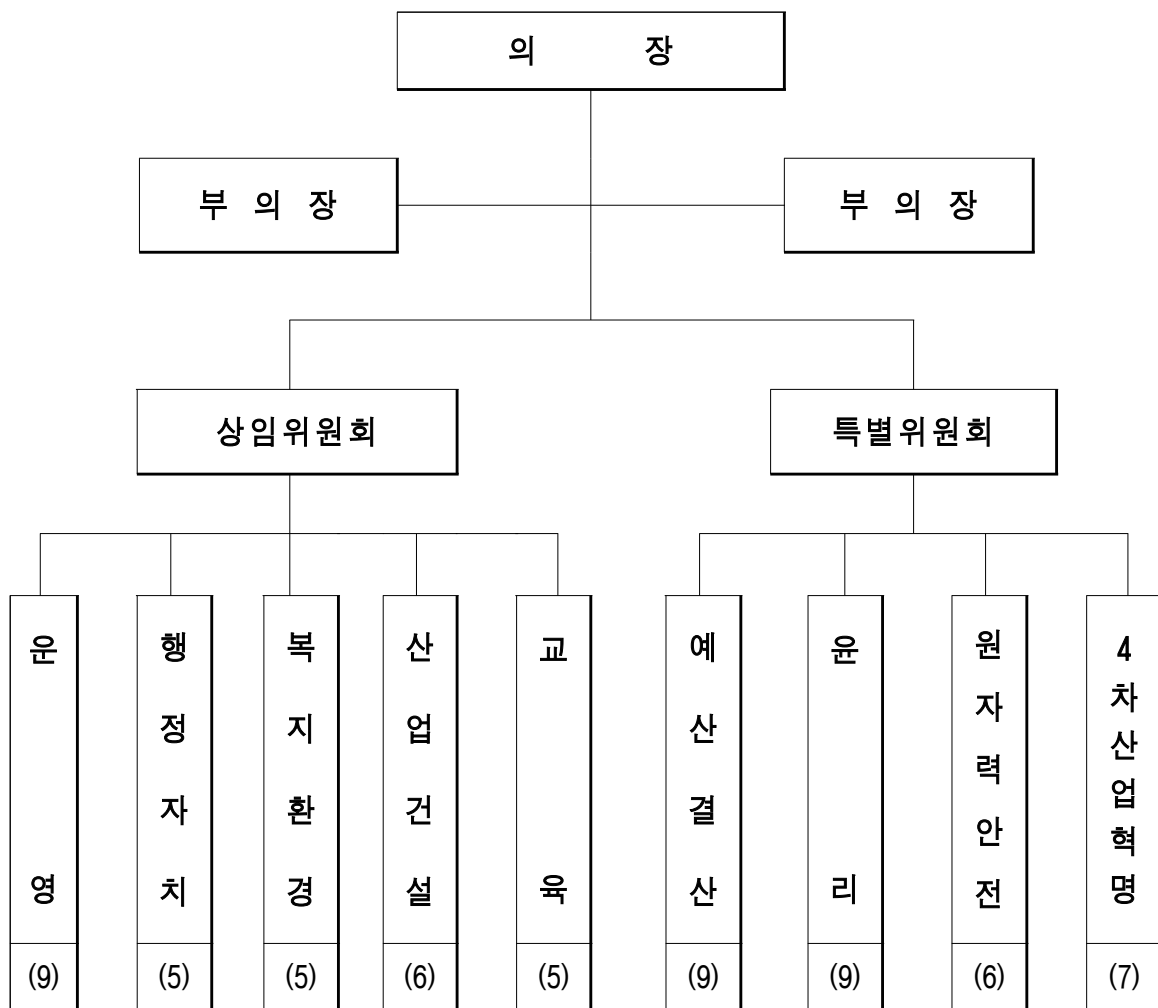 의 장
부 의 장
부 의 장
상임위원회
특별위원회
운영
행정자치
복지환경
산업건설
교육
예산결산
윤리
원자력안전
4차산업혁명
(9)
(5)
(5)
(6)
(5)
(9)
(9)
(6)
(7)